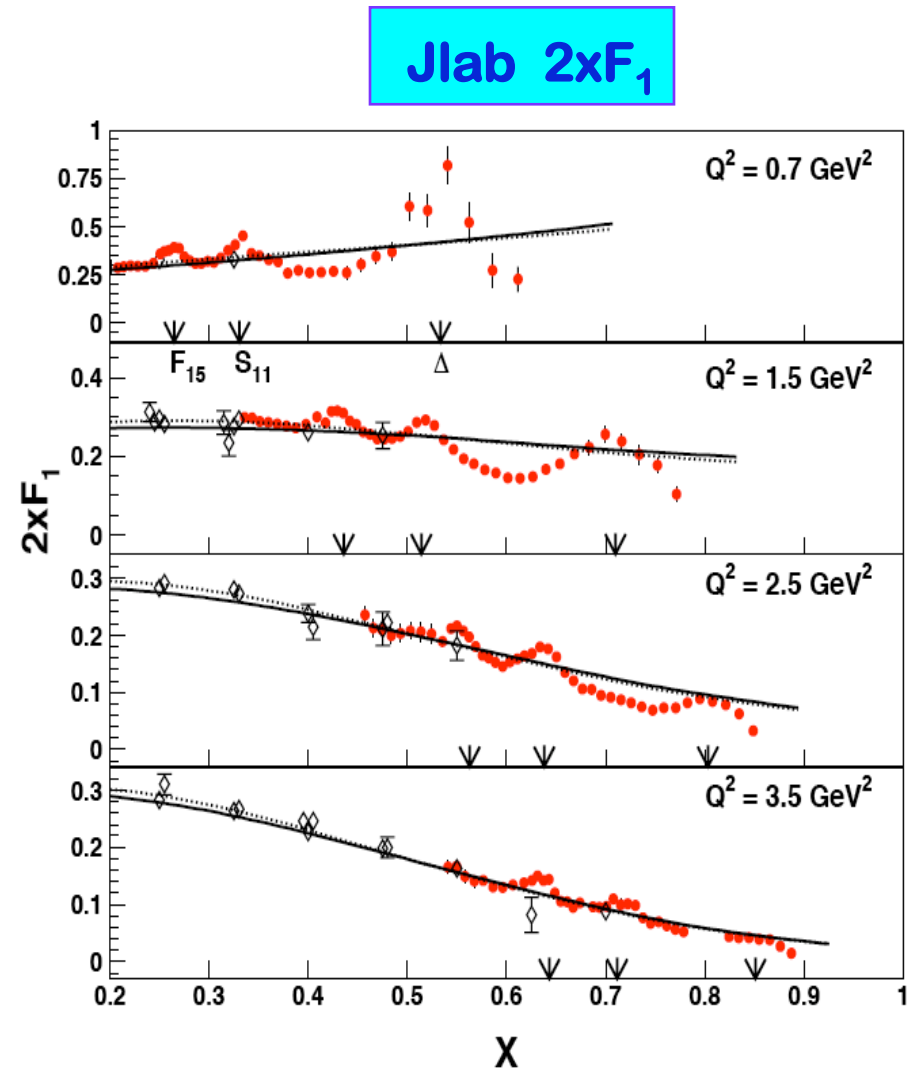 Jlab 2xF₁
1
0.75
0.5
0.25
0
Q² = 0.7 GeV²
F₁₅ S₁₁ Δ
0.4
0.2
0
Q² = 1.5 GeV²
2xF₁
0.3
0.2
0.1
0
Q² = 2.5 GeV²
0.3
0.2
0.1
0
Q² = 3.5 GeV²
0.2 0.3 0.4 0.5 0.6 0.7 0.8 0.9 1
X